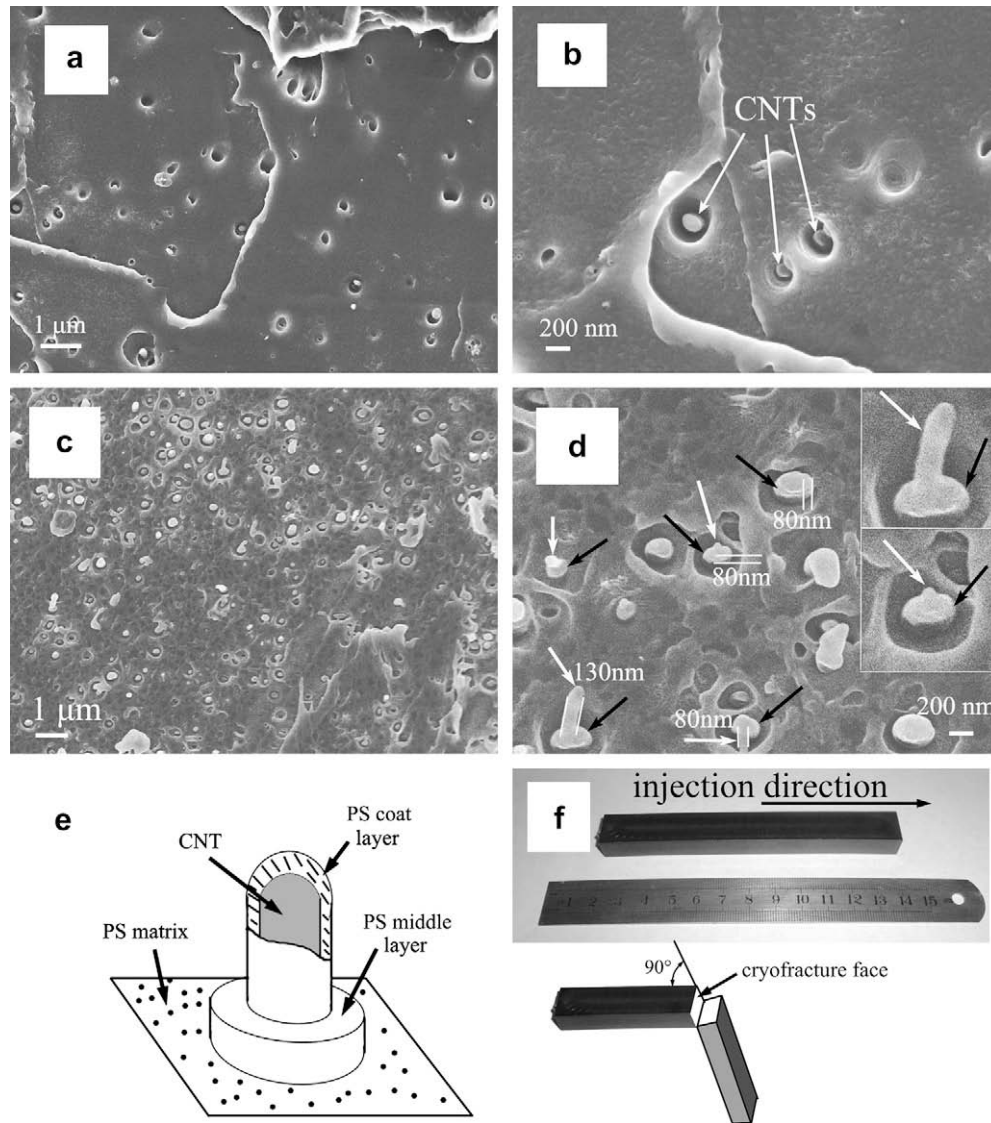 a
1 μm
b
CNTs
200 nm
c
1 μm
d
80nm
80nm
130nm
80nm
200 nm
e
CNT
PS coat
layer
PS matrix
PS middle
layer
f
injection direction
1 2 3 4 5 6 7 8 9 10 11 12 13 14 15
90°
cryofracture face